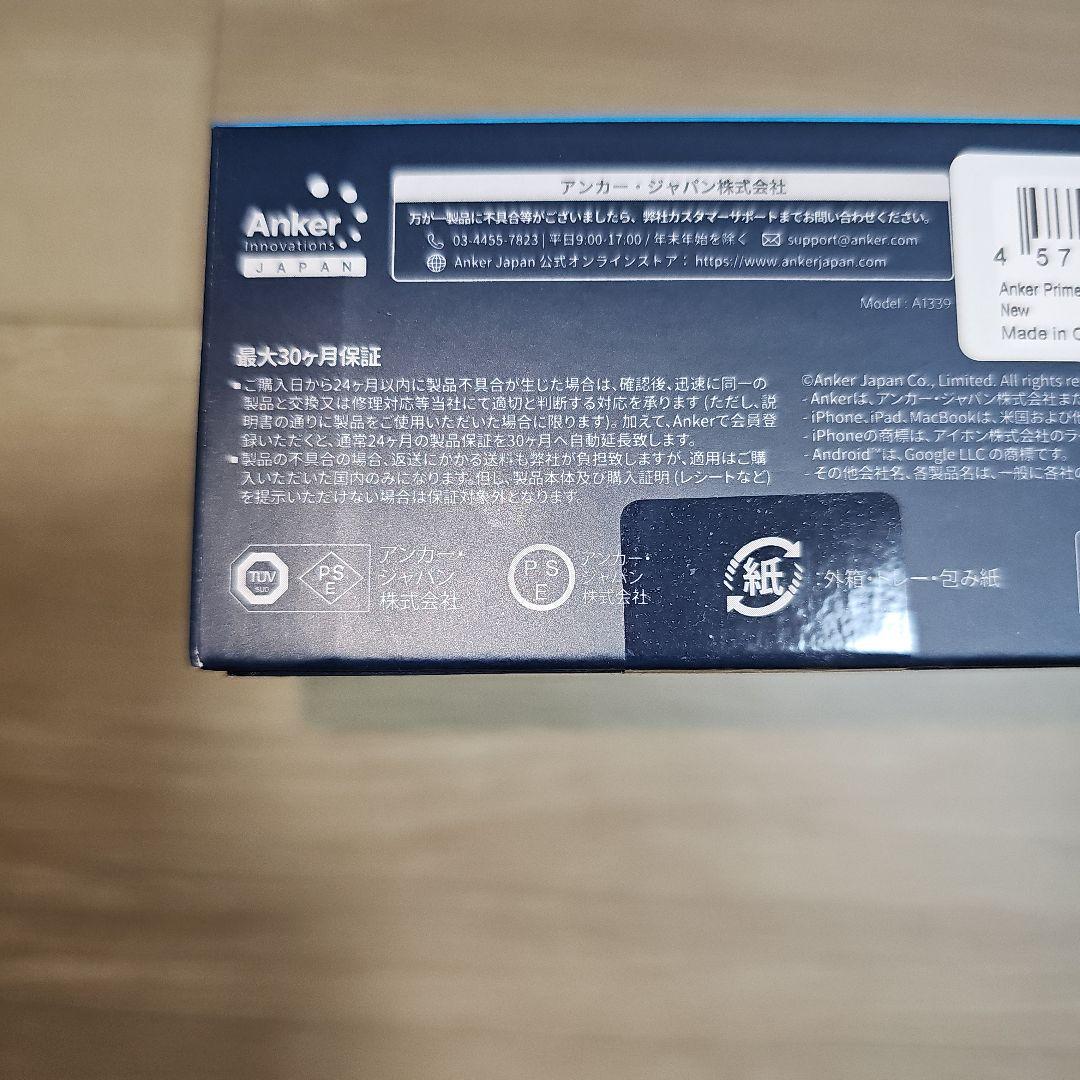 Anker
Innovations
JAPAN
アンカー・ジャパン株式会社
万が一製品に不具合等がございましたら、弊社カスタマーサポートまでお問い合わせください。
03-4455-7823 | 平日9:00-17:00 / 年末年始を除く support@anker.com
Anker Japan 公式オンラインストア : https://www.ankerjapan.com
Model : A1339
4 57
Anker Prime
New
Made in
最大30ヶ月保証
■ご購入日から24ヶ月以内に製品不具合が生じた場合は、確認後、迅速に同一の
製品と交換又は修理対応等当社にて適切と判断する対応を承ります (ただし、説
明書の通りに製品をご使用いただいた場合に限ります)。加えて、Ankerで会員登
録いただくと、通常24ヶ月の製品保証を30ヶ月へ自動延長致します。
■製品の不具合の場合、返送にかかる送料も弊社が負担致しますが、適用はご購
入いただいた国内のみになります。但し、製品本体及び購入証明 (レシートなど)
を提示いただけない場合は保証対象外となります。
©Anker Japan Co., Limited. All rights re
- Ankerは、アンカー・ジャパン株式会社また
- iPhone、iPad、MacBookは、米国および他
- iPhoneの商標は、アイホン株式会社のラ
- Android™は、Google LLC の商標です。
- その他会社名、各製品名は、一般に各社の
TÜV
SÜD
PS
E
アンカー・
ジャパン
株式会社
PS
E
アンカー・
ジャパン
株式会社
紙
外箱・トレー・包み紙